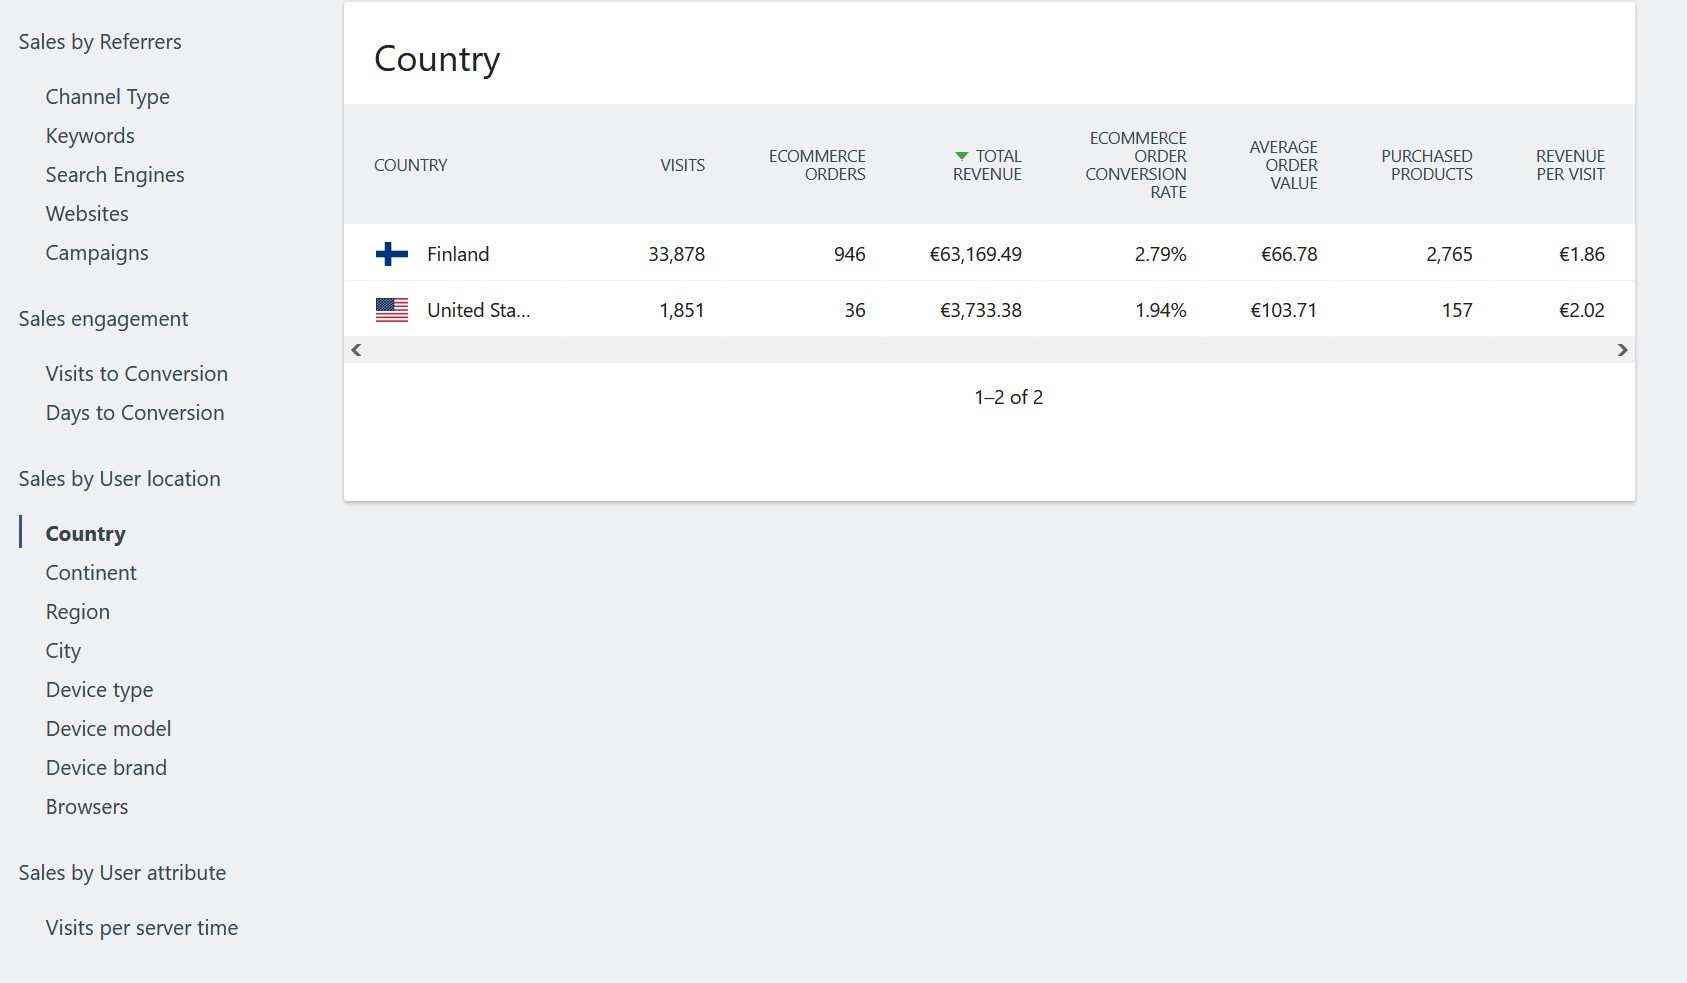 Sales by Referrers
Channel Type
Keywords
Search Engines
Websites
Campaigns
Sales engagement
Visits to Conversion
Days to Conversion
Sales by User location
Country
Continent
Region
City
Device type
Device model
Device brand
Browsers
Sales by User attribute
Visits per server time
Country
COUNTRY
VISITS
ECOMMERCE
ORDERS
TOTAL
REVENUE
ECOMMERCE
ORDER
CONVERSION
RATE
AVERAGE
ORDER
VALUE
PURCHASED
PRODUCTS
REVENUE
PER VISIT
Finland 33,878 946 €63,169.49 2.79% €66.78 2,765 €1.86
United Sta... 1,851 36 €3,733.38 1.94% €103.71 157 €2.02
1–2 of 2